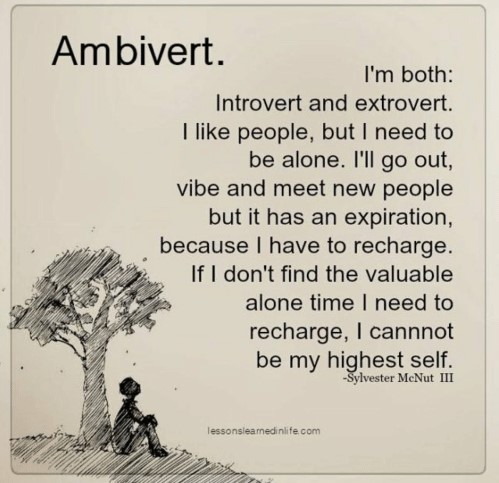 Ambivert.
I'm both:
Introvert and extrovert.
I like people, but I need to
be alone. I'll go out,
vibe and meet new people
but it has an expiration,
because I have to recharge.
If I don't find the valuable
alone time I need to
recharge, I cannnot
be my highest self.
-Sylvester McNut III
lessonslearnedinlife.com